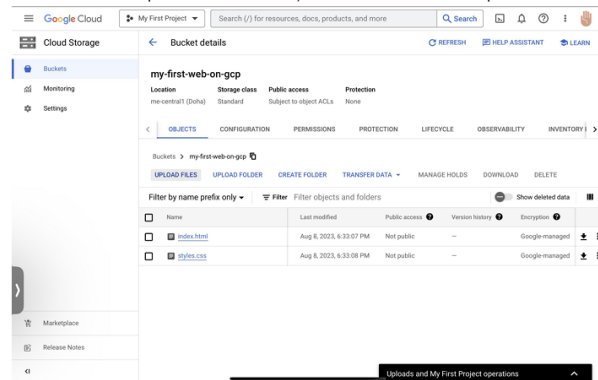 Google Cloud
My First Project
Search (/) for resources, docs, products, and more
Search
Cloud Storage
Bucket details
REFRESH
HELP ASSISTANT
LEARN
Buckets
Monitoring
Settings
my-first-web-on-gcp
Location Storage class Public access Protection
me-central1 (Doha) Standard Subject to object ACLs None
OBJECTS CONFIGURATION PERMISSIONS PROTECTION LIFECYCLE OBSERVABILITY INVENTORY
Buckets > my-first-web-on-gcp
UPLOAD FILES UPLOAD FOLDER CREATE FOLDER TRANSFER DATA MANAGE HOLDS DOWNLOAD DELETE
Filter by name prefix only Filter Filter objects and folders Show deleted data
Name Last modified Public access Version history Encryption
index.html Aug 8, 2023, 6:33:07 PM Not public — Google-managed
styles.css Aug 8, 2023, 6:33:08 PM Not public — Google-managed
Marketplace
Release Notes
Uploads and My First Project operations